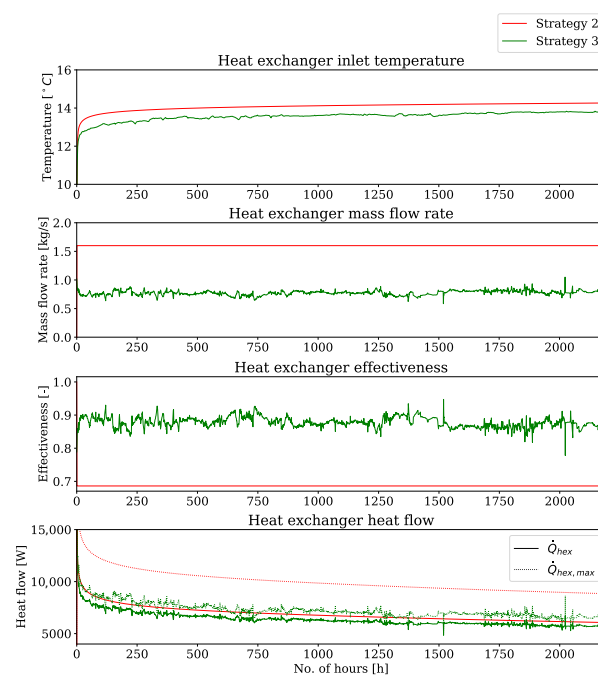 Strategy 2
Strategy 3
Heat exchanger inlet temperature
Temperature [°C]
16
14
12
10
0 250 500 750 1000 1250 1500 1750 2000
Heat exchanger mass flow rate
Mass flow rate [kg/s]
2.0
1.5
1.0
0.5
0.0
0 250 500 750 1000 1250 1500 1750 2000
Heat exchanger effectiveness
Effectiveness [-]
1.0
0.9
0.8
0.7
0 250 500 750 1000 1250 1500 1750 2000
Heat exchanger heat flow
Heat flow [W]
15,000
10,000
5000
Q̇hex
Q̇hex,max
0 250 500 750 1000 1250 1500 1750 2000
No. of hours [h]